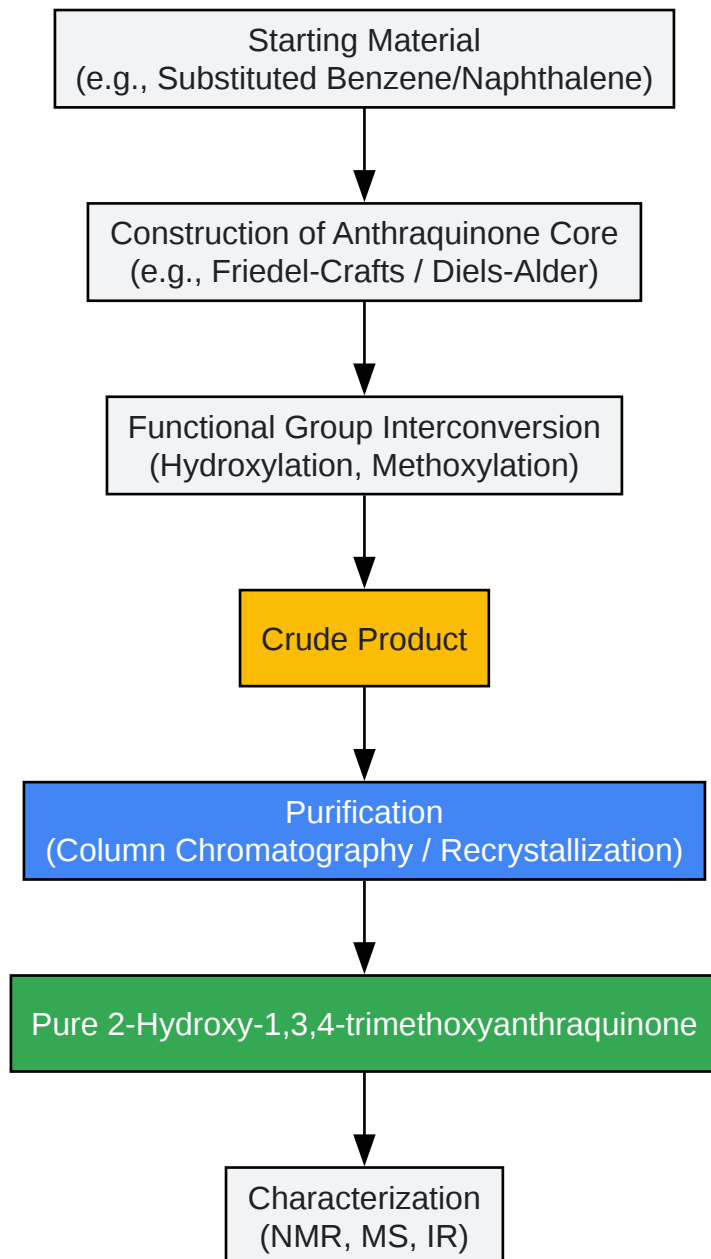 Starting Material
(e.g., Substituted Benzene/Naphthalene)
Construction of Anthraquinone Core
(e.g., Friedel-Crafts / Diels-Alder)
Functional Group Interconversion
(Hydroxylation, Methoxylation)
Crude Product
Purification
(Column Chromatography / Recrystallization)
Pure 2-Hydroxy-1,3,4-trimethoxyanthraquinone
Characterization
(NMR, MS, IR)